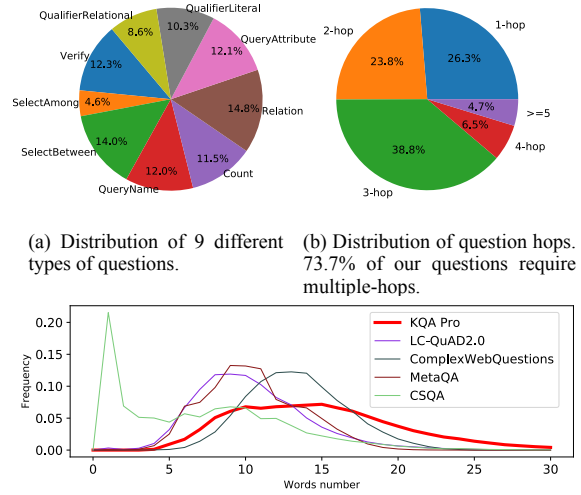 QualifierLiteral
QualifierRelational
10.3%
8.6%
QueryAttribute
12.1%
Verify
12.3%
SelectAmong
4.6%
14.8%
Relation
14.0%
SelectBetween
11.5%
12.0%
Count
QueryName
2-hop
1-hop
23.8%
26.3%
4.7%
>=5
6.5%
4-hop
38.8%
3-hop
(a) Distribution of 9 different
types of questions.
(b) Distribution of question hops.
73.7% of our questions require
multiple-hops.
KQA Pro
LC-QuAD2.0
ComplexWebQuestions
MetaQA
CSQA
Frequency
0.20
0.15
0.10
0.05
0.00
0 5 10 15 20 25 30
Words number